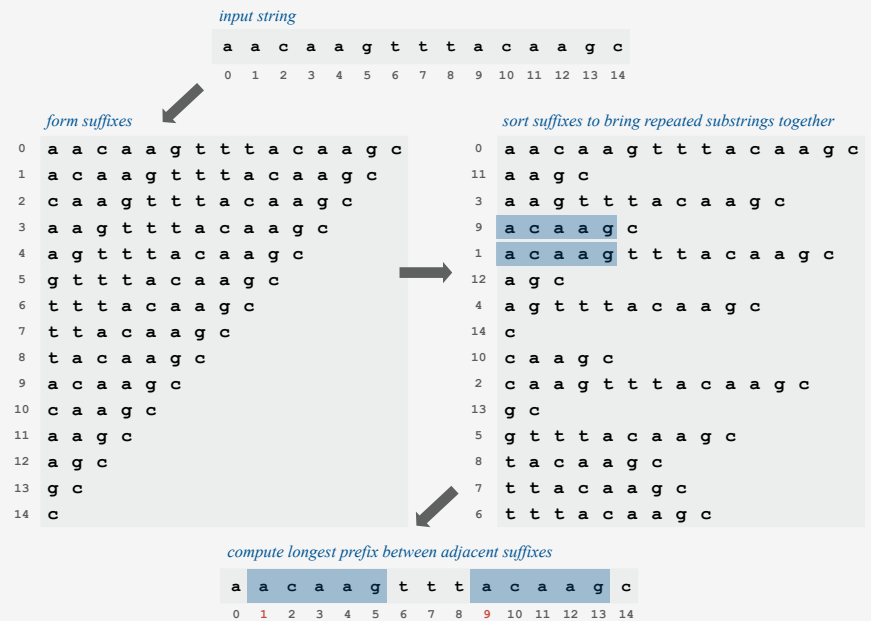 input string
a a c a a g t t t a c a a g c
0 1 2 3 4 5 6 7 8 9 10 11 12 13 14
form suffixes
0 a a c a a g t t t a c a a g c
1 a c a a g t t t a c a a g c
2 c a a g t t t a c a a g c
3 a a g t t t a c a a g c
4 a g t t t a c a a g c
5 g t t t a c a a g c
6 t t t a c a a g c
7 t t a c a a g c
8 t a c a a g c
9 a c a a g c
10 c a a g c
11 a a g c
12 a g c
13 g c
14 c
sort suffixes to bring repeated substrings together
0 a a c a a g t t t a c a a g c
11 a a g c
3 a a g t t t a c a a g c
9 a c a a g c
1 a c a a g t t t a c a a g c
12 a g c
4 a g t t t a c a a g c
14 c
10 c a a g c
2 c a a g t t t a c a a g c
13 g c
5 g t t t a c a a g c
8 t a c a a g c
7 t t a c a a g c
6 t t t a c a a g c
compute longest prefix between adjacent suffixes
a a c a a g t t t a c a a g c
0 1 2 3 4 5 6 7 8 9 10 11 12 13 14